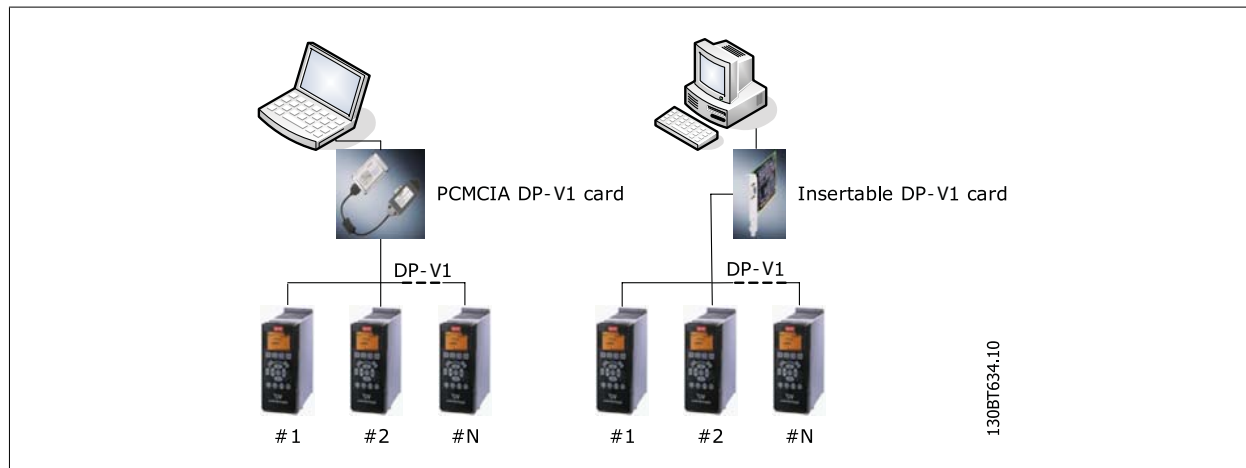 PCMCIA DP-V1 card
Insertable DP-V1 card
DP-V1
DP-V1
#1
#2
#N
#1
#2
#N
130BT634.10